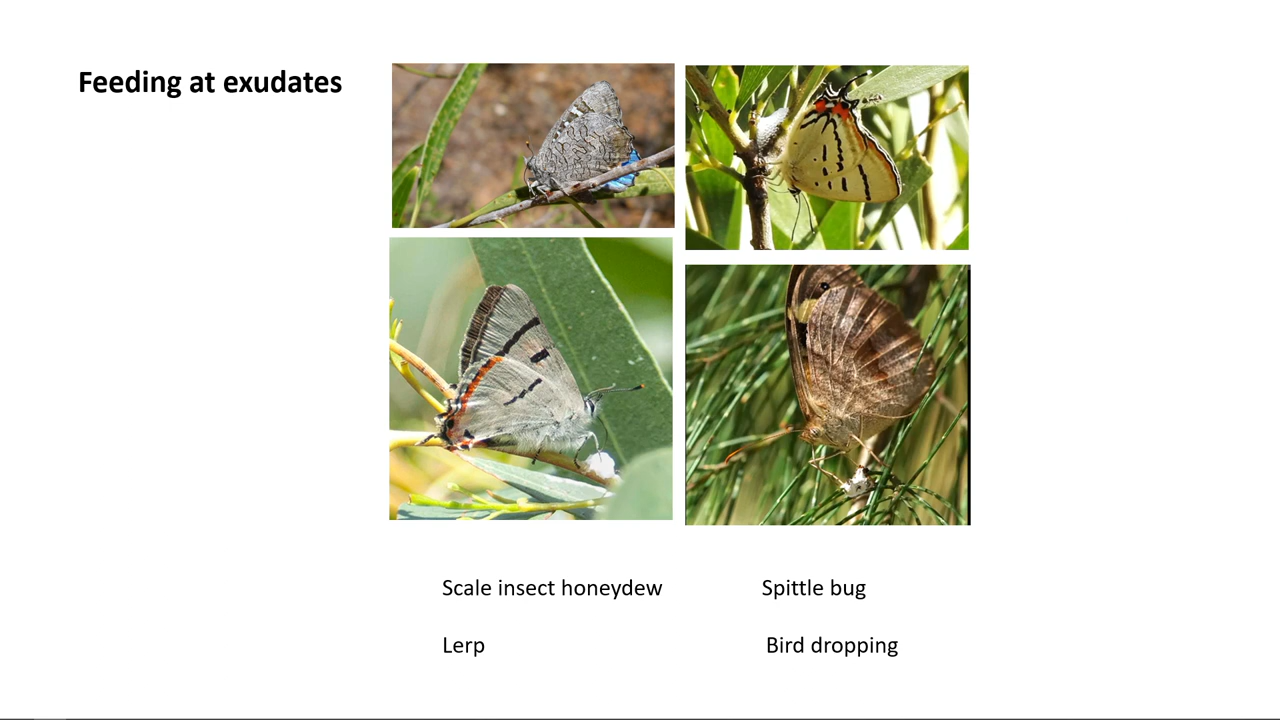 Feeding at exudates
Scale insect honeydew
Spittle bug
Lerp
Bird dropping